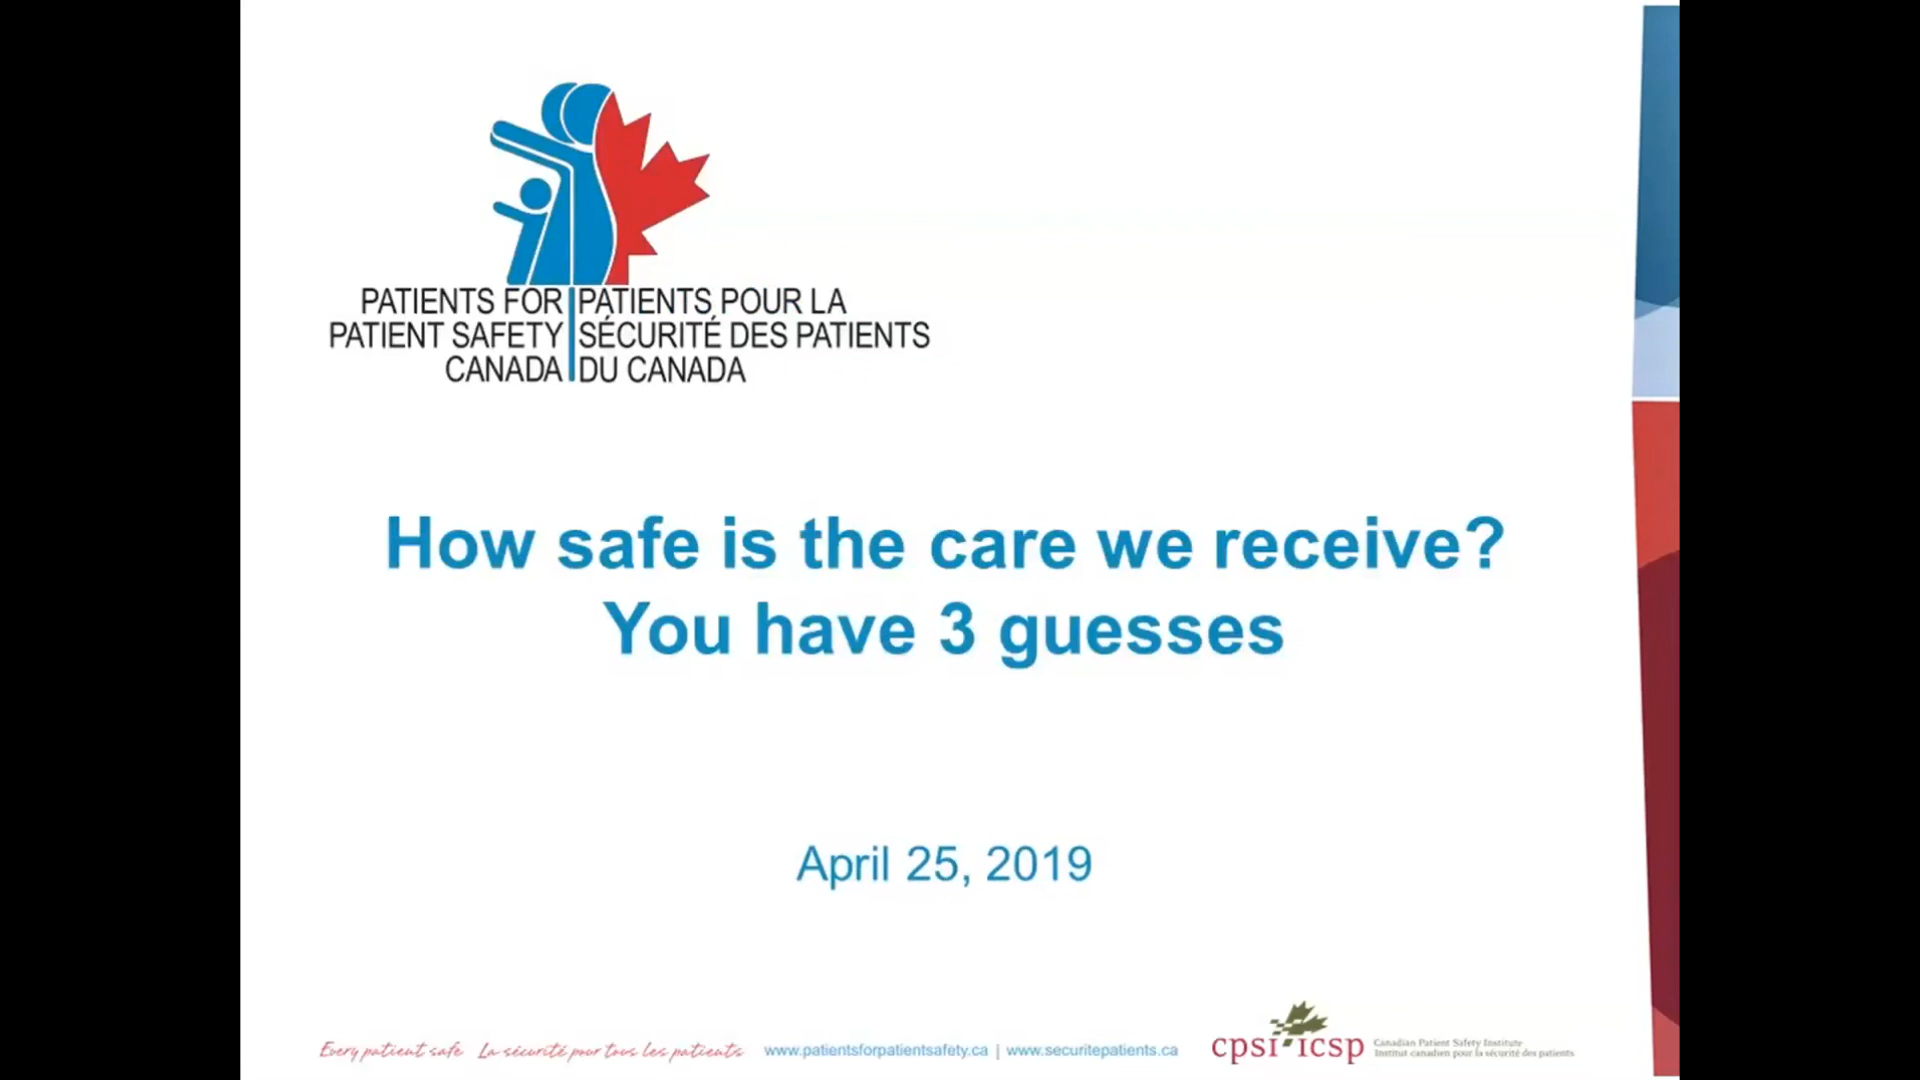 PATIENTS FOR
PATIENT SAFETY
CANADA
PATIENTS POUR LA
SÉCURITÉ DES PATIENTS
DU CANADA
How safe is the care we receive?
You have 3 guesses
April 25, 2019
Every patient safe La sécurité pour tous les patients
www.patientsforpatientsafety.ca | www.securitepatients.ca
cpsi icsp
Canadian Patient Safety Institute
Institut canadien pour la sécurité des patients